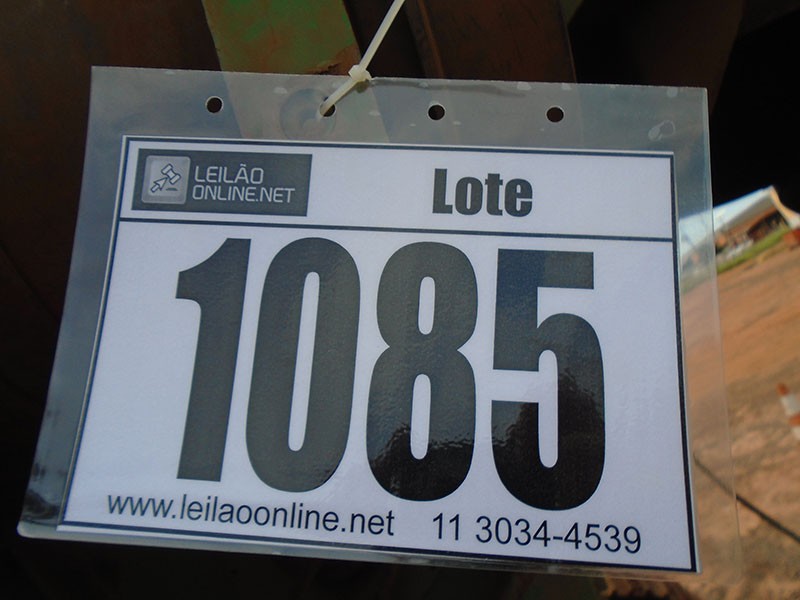 LEILÃO
ONLINE.NET
Lote
1085
www.leilaoonline.net 11 3034-4539